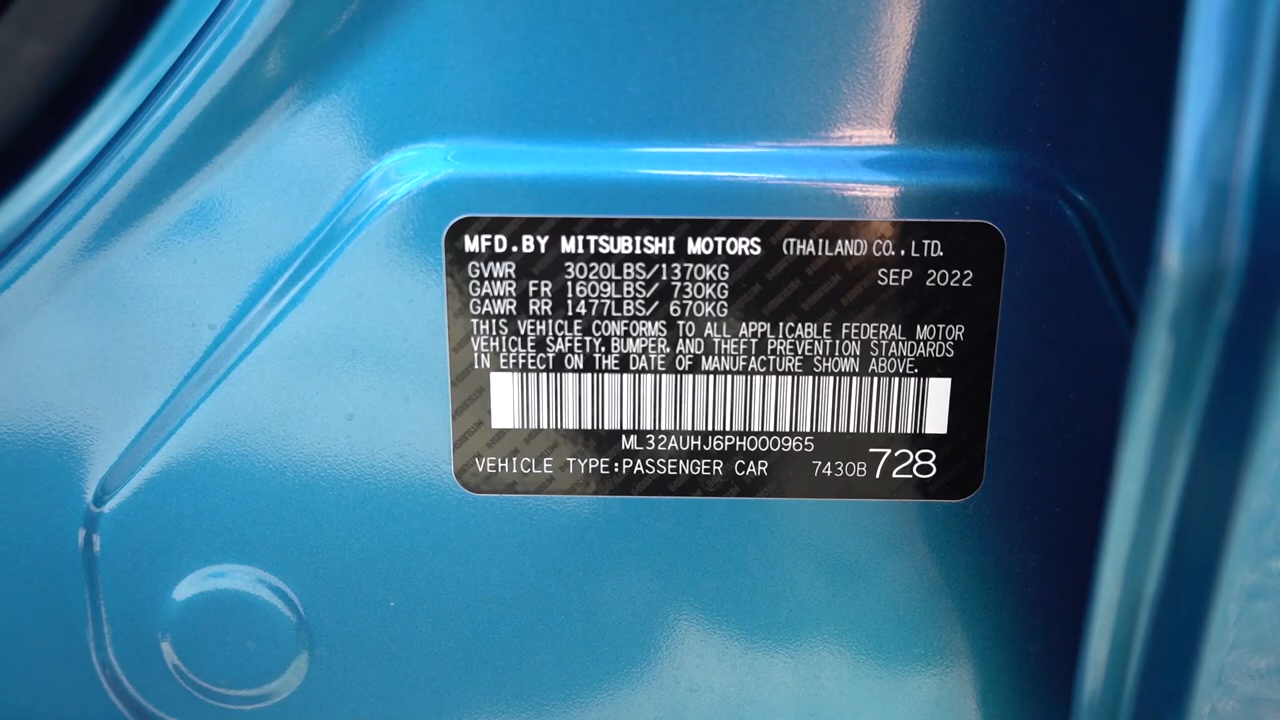 MFD.BY MITSUBISHI MOTORS (THAILAND) CO.,LTD.
GVWR 3020LBS/1370KG SEP 2022
GAWR FR 1609LBS/ 730KG
GAWR RR 1477LBS/ 670KG
THIS VEHICLE CONFORMS TO ALL APPLICABLE FEDERAL MOTOR
VEHICLE SAFETY, BUMPER, AND THEFT PREVENTION STANDARDS
IN EFFECT ON THE DATE OF MANUFACTURE SHOWN ABOVE.
ML32AUHJ6PH000965
VEHICLE TYPE:PASSENGER CAR 7430B 728